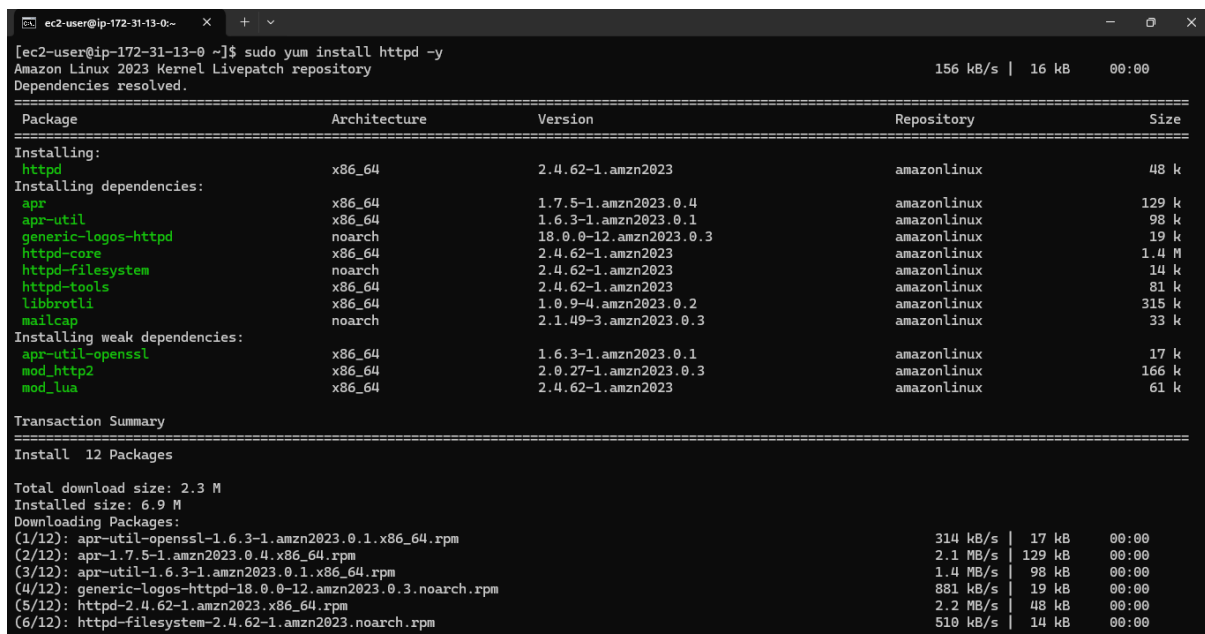 ec2-user@ip-172-31-13-0:~
[ec2-user@ip-172-31-13-0 ~]$ sudo yum install httpd -y
Amazon Linux 2023 Kernel Livepatch repository 156 kB/s | 16 kB 00:00
Dependencies resolved.
================================================================================
Package Architecture Version Repository Size
================================================================================
Installing:
httpd x86_64 2.4.62-1.amzn2023 amazonlinux 48 k
Installing dependencies:
apr x86_64 1.7.5-1.amzn2023.0.4 amazonlinux 129 k
apr-util x86_64 1.6.3-1.amzn2023.0.1 amazonlinux 98 k
generic-logos-httpd noarch 18.0.0-12.amzn2023.0.3 amazonlinux 19 k
httpd-core x86_64 2.4.62-1.amzn2023 amazonlinux 1.4 M
httpd-filesystem noarch 2.4.62-1.amzn2023 amazonlinux 14 k
httpd-tools x86_64 2.4.62-1.amzn2023 amazonlinux 81 k
libbrotli x86_64 1.0.9-4.amzn2023.0.2 amazonlinux 315 k
mailcap noarch 2.1.49-3.amzn2023.0.3 amazonlinux 33 k
Installing weak dependencies:
apr-util-openssl x86_64 1.6.3-1.amzn2023.0.1 amazonlinux 17 k
mod_http2 x86_64 2.0.27-1.amzn2023.0.3 amazonlinux 166 k
mod_lua x86_64 2.4.62-1.amzn2023 amazonlinux 61 k
Transaction Summary
================================================================================
Install 12 Packages
Total download size: 2.3 M
Installed size: 6.9 M
Downloading Packages:
(1/12): apr-util-openssl-1.6.3-1.amzn2023.0.1.x86_64.rpm 314 kB/s | 17 kB 00:00
(2/12): apr-1.7.5-1.amzn2023.0.4.x86_64.rpm 2.1 MB/s | 129 kB 00:00
(3/12): apr-util-1.6.3-1.amzn2023.0.1.x86_64.rpm 1.4 MB/s | 98 kB 00:00
(4/12): generic-logos-httpd-18.0.0-12.amzn2023.0.3.noarch.rpm 881 kB/s | 19 kB 00:00
(5/12): httpd-2.4.62-1.amzn2023.x86_64.rpm 2.2 MB/s | 48 kB 00:00
(6/12): httpd-filesystem-2.4.62-1.amzn2023.noarch.rpm 510 kB/s | 14 kB 00:00